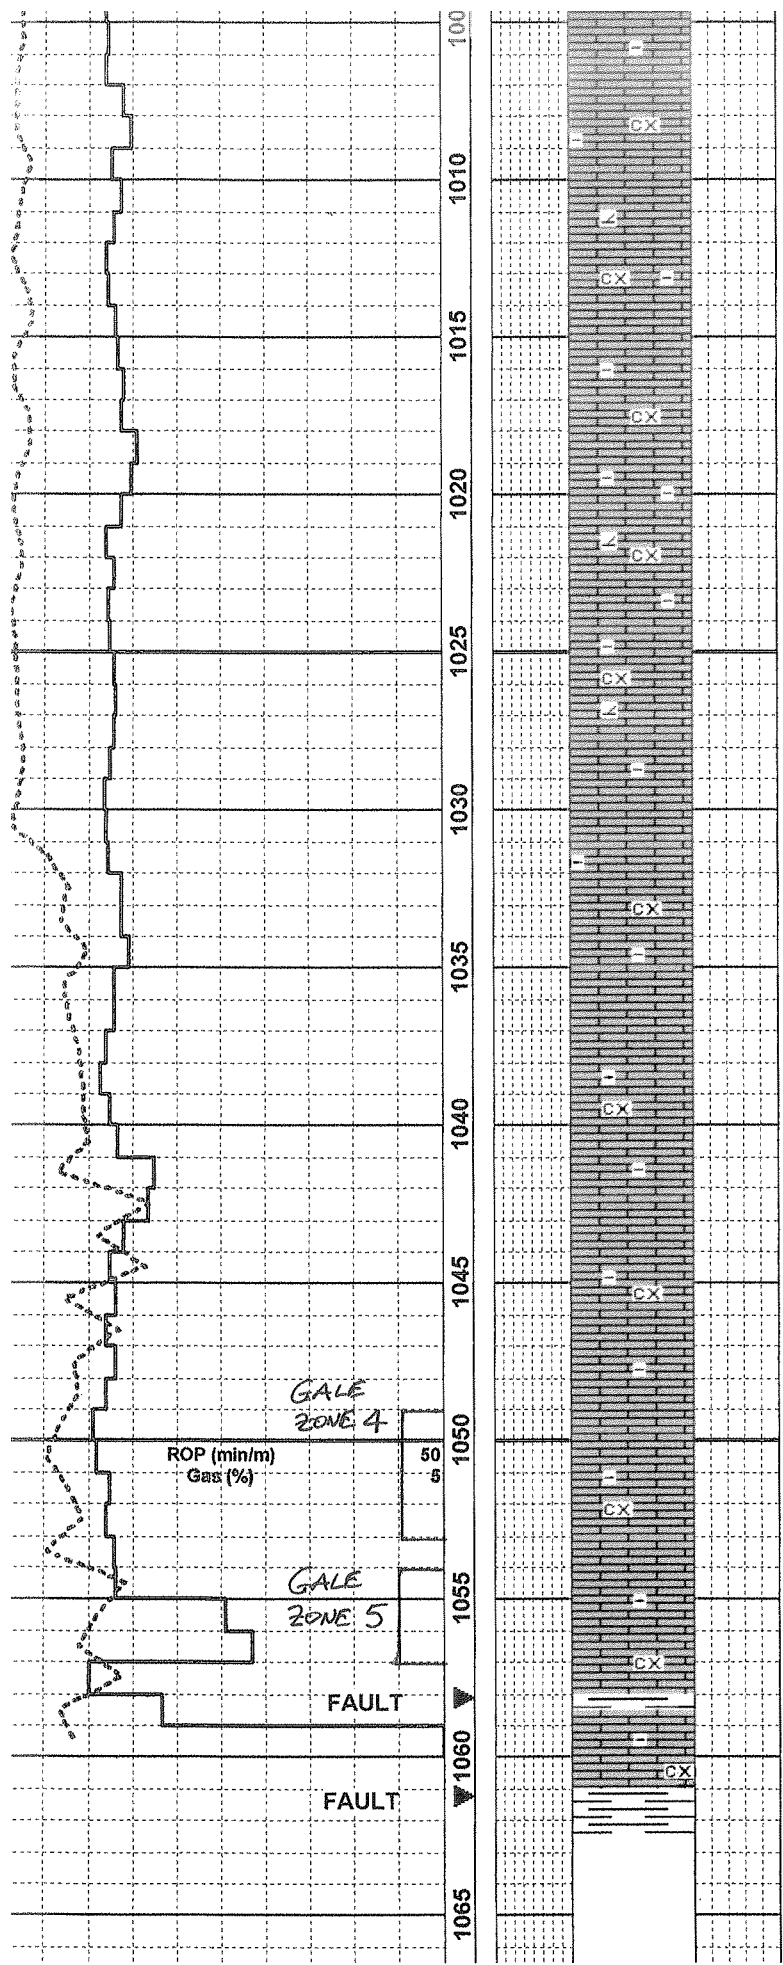 100
CX
1010
CX
1015
CX
1020
CX
1025
CX
1030
CX
1035
1040
CX
1045
CX
GALE
ZONE 4
1050
ROP (min/m) 50
Gas (%) 5
CX
GALE
1055
ZONE 5
CX
FAULT
1060
CX
FAULT
1065